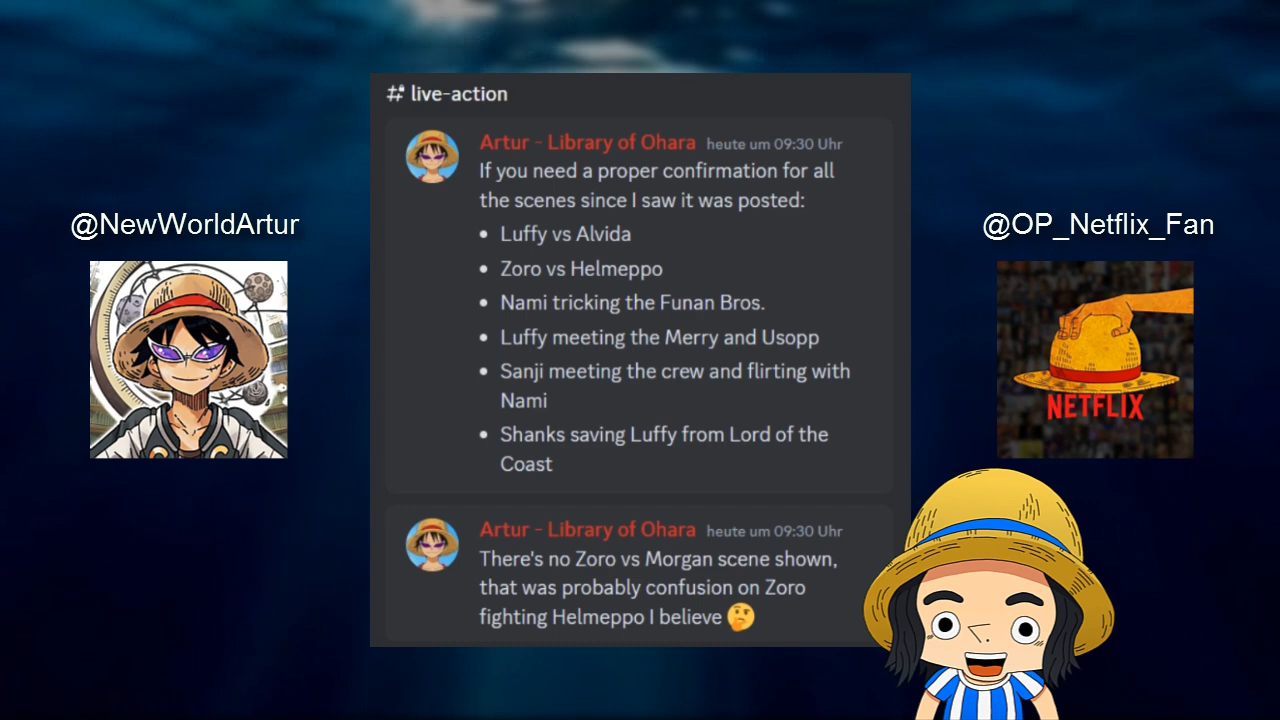 # live-action
Artur - Library of Ohara heute um 09:30 Uhr
If you need a proper confirmation for all
the scenes since I saw it was posted:
• Luffy vs Alvida
• Zoro vs Helmeppo
• Nami tricking the Funan Bros.
• Luffy meeting the Merry and Usopp
• Sanji meeting the crew and flirting with
Nami
• Shanks saving Luffy from Lord of the
Coast
Artur - Library of Ohara heute um 09:30 Uhr
There's no Zoro vs Morgan scene shown,
that was probably confusion on Zoro
fighting Helmeppo I believe 🤔
@NewWorldArtur
@OP_Netflix_Fan
NETFLIX